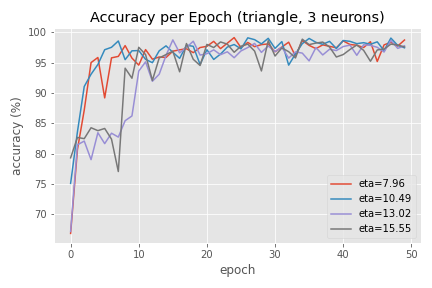 Accuracy per Epoch (triangle, 3 neurons)
accuracy (%)
100
95
90
85
80
75
70
0
10
20
30
40
50
epoch
eta=7.96
eta=10.49
eta=13.02
eta=15.55